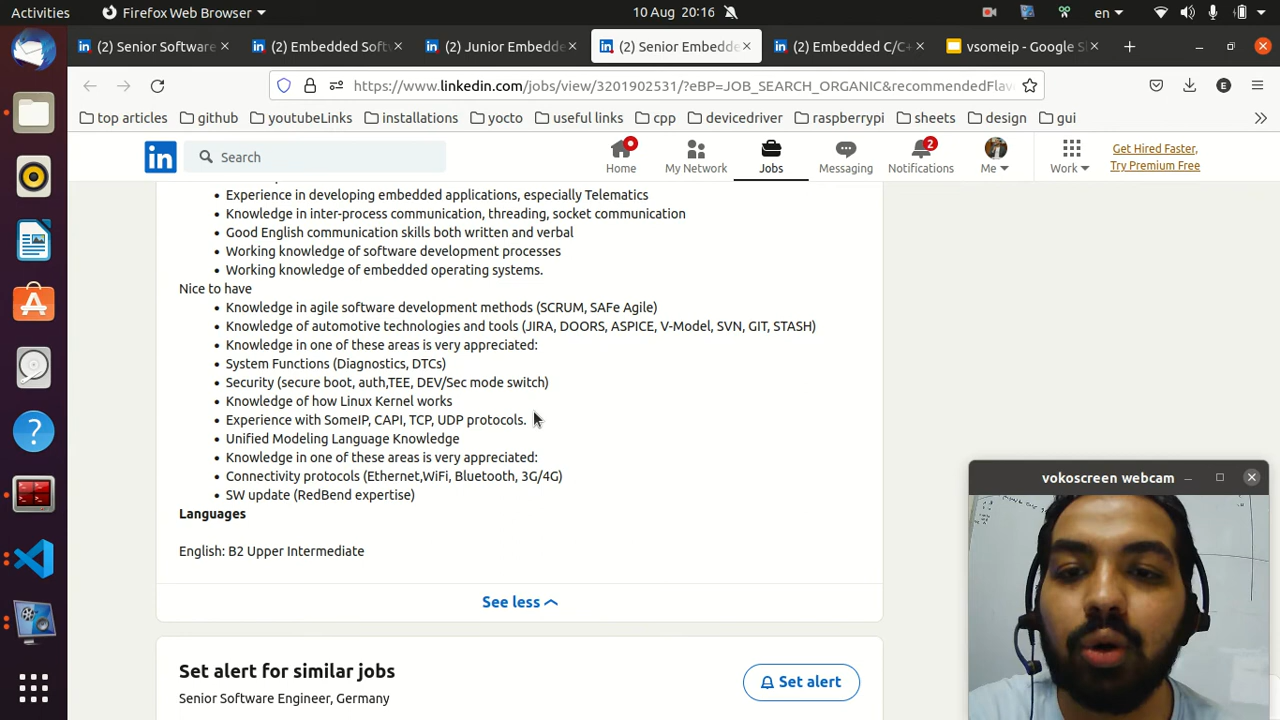 Activities
Firefox Web Browser
10 Aug 20:16
en
(2) Senior Software
(2) Embedded Soft
(2) Junior Embedde
(2) Senior Embedde
(2) Embedded C/C+
vsomeip - Google Sl
https://www.linkedin.com/jobs/view/3201902531/?eBP=JOB_SEARCH_ORGANIC&recommendedFlav
E
top articles
github
youtubeLinks
installations
yocto
useful links
cpp
devicedriver
raspberrypi
sheets
design
gui
in
Search
Home
My Network
Jobs
Messaging
2
Notifications
Me
Work
Get Hired Faster,
Try Premium Free
• Experience in developing embedded applications, especially Telematics
• Knowledge in inter-process communication, threading, socket communication
• Good English communication skills both written and verbal
• Working knowledge of software development processes
• Working knowledge of embedded operating systems.
Nice to have
• Knowledge in agile software development methods (SCRUM, SAFe Agile)
• Knowledge of automotive technologies and tools (JIRA, DOORS, ASPICE, V-Model, SVN, GIT, STASH)
• Knowledge in one of these areas is very appreciated:
• System Functions (Diagnostics, DTCs)
• Security (secure boot, auth,TEE, DEV/Sec mode switch)
• Knowledge of how Linux Kernel works
• Experience with SomeIP, CAPI, TCP, UDP protocols.
• Unified Modeling Language Knowledge
• Knowledge in one of these areas is very appreciated:
• Connectivity protocols (Ethernet,WiFi, Bluetooth, 3G/4G)
• SW update (RedBend expertise)
Languages
English: B2 Upper Intermediate
See less
Set alert for similar jobs
Senior Software Engineer, Germany
Set alert
vokoscreen webcam